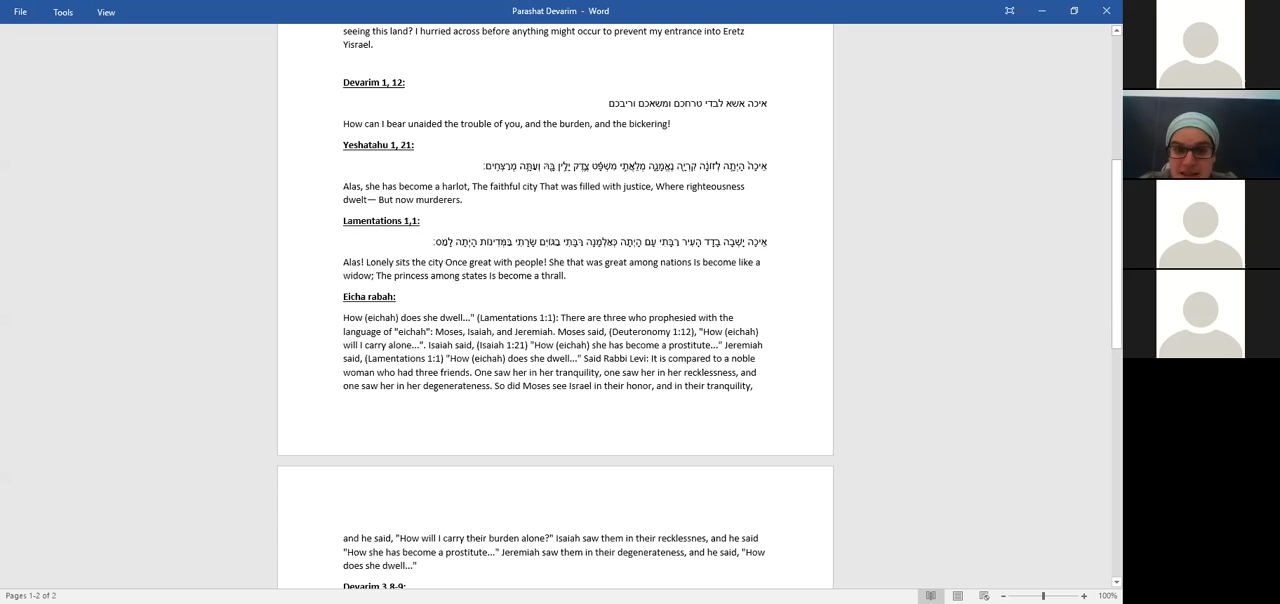 File Tools View Parashat Devarim - Word
seeing this land? I hurried across before anything might occur to prevent my entrance into Eretz
Yisrael.
Devarim 1, 12:
איכה אשא לבדי טרחכם ומשאכם וריבכם
How can I bear unaided the trouble of you, and the burden, and the bickering!
Yeshatahu 1, 21:
אֵיכָה֙ הָיְתָ֣ה לְזוֹנָ֔ה קִרְיָ֖ה נֶאֱמָנָ֑ה מְלֵאֲתִ֣י מִשְׁפָּ֗ט צֶ֛דֶק יָלִ֥ין בָּ֖הּ וְעַתָּ֥ה מְרַצְּחִֽים׃
Alas, she has become a harlot, The faithful city That was filled with justice, Where righteousness
dwelt— But now murderers.
Lamentations 1,1:
אֵיכָה יָשְׁבָה בָדָד הָעִיר רַבָּתִי עָם הָיְתָה כְּאַלְמָנָה רַּבָּתִי בַגּוֹיִם שָׂרָתִי בַּמְּדִינוֹת הָיְתָה לָמַס׃
Alas! Lonely sits the city Once great with people! She that was great among nations Is become like a
widow; The princess among states Is become a thrall.
Eicha rabah:
How (eichah) does she dwell..." (Lamentations 1:1): There are three who prophesied with the
language of "eichah": Moses, Isaiah, and Jeremiah. Moses said, (Deuteronomy 1:12), "How (eichah)
will I carry alone...". Isaiah said, (Isaiah 1:21) "How (eichah) she has become a prostitute..." Jeremiah
said, (Lamentations 1:1) "How (eichah) does she dwell..." Said Rabbi Levi: It is compared to a noble
woman who had three friends. One saw her in her tranquility, one saw her in her recklessness, and
one saw her in her degenerateness. So did Moses see Israel in their honor, and in their tranquility,
and he said, "How will I carry their burden alone?" Isaiah saw them in their recklessnes, and he said
"How she has become a prostitute..." Jeremiah saw them in their degenerateness, and he said, "How
does she dwell..."
Devarim 3,8-9:
Pages 1-2 of 2 100%